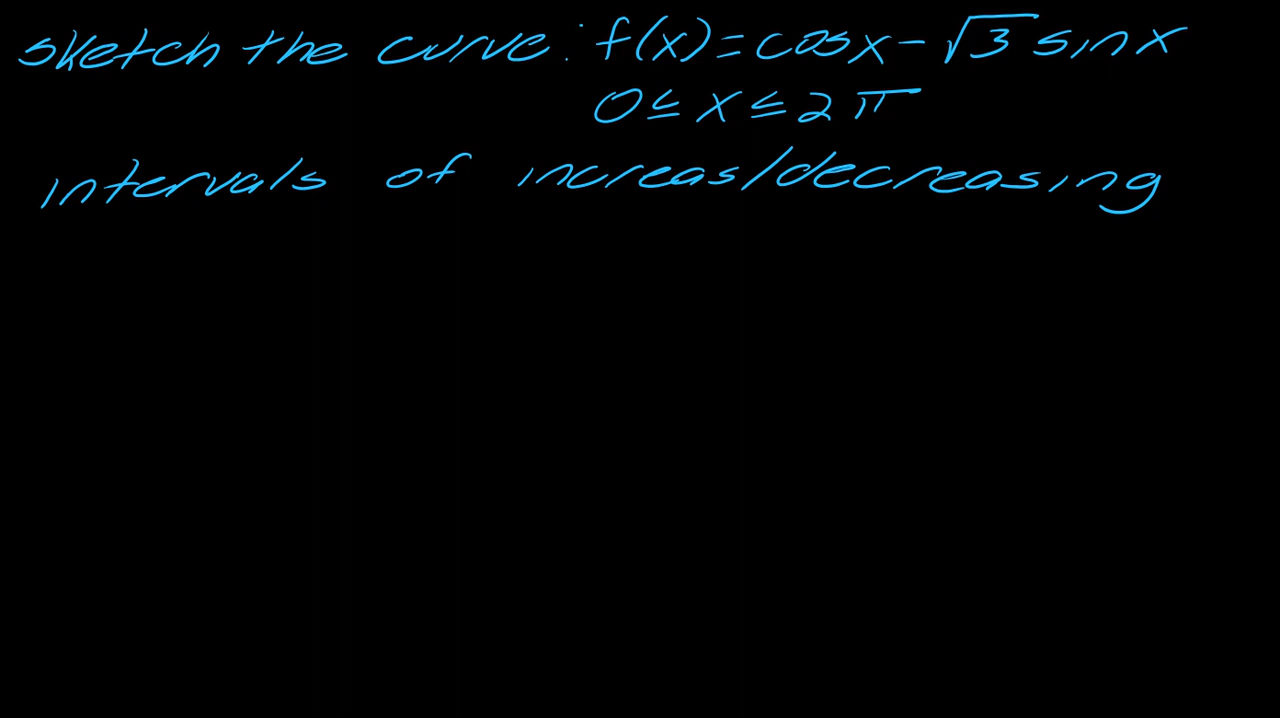 sketch the curve: f(x)=cosx-√3 sinx
0≤x≤2π
intervals of increas/decreasing